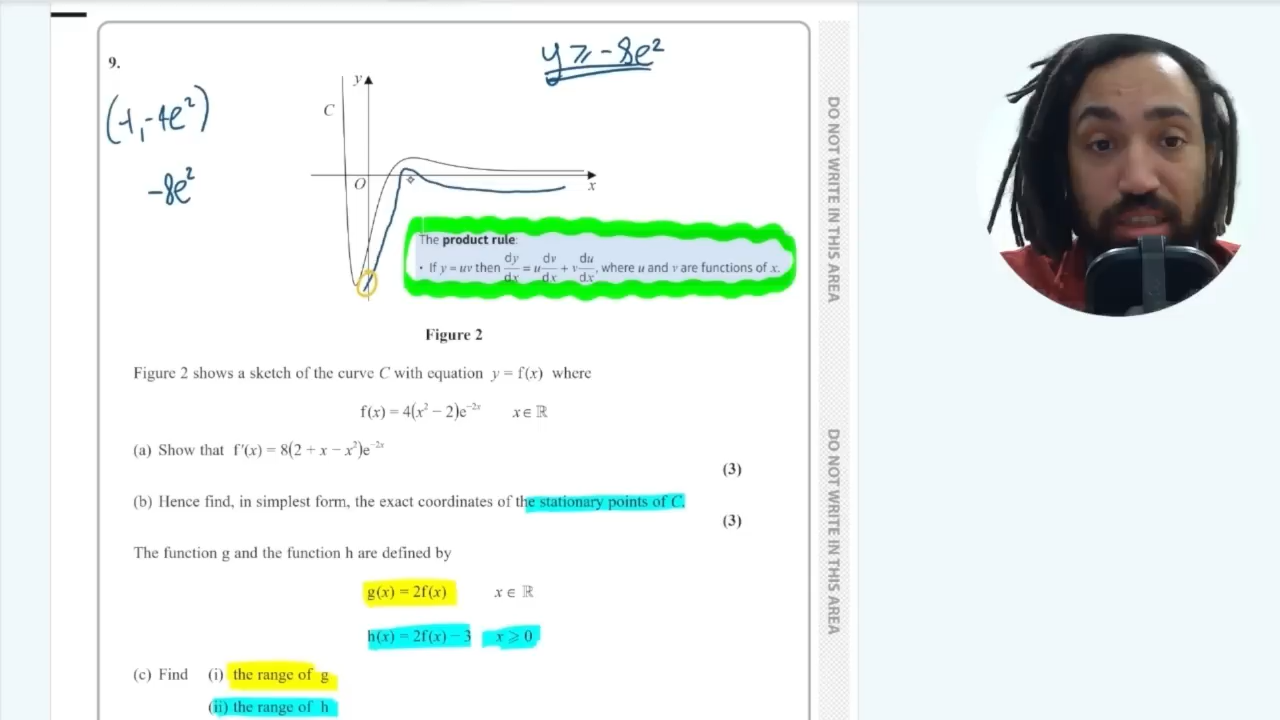 9.
y ⩾ -8e²
(-1, -4e²)
-8e²
y
C
O
x
The product rule:
• If y = uv then dy/dx = u dv/dx + v du/dx, where u and v are functions of x.
Figure 2
Figure 2 shows a sketch of the curve C with equation y = f(x) where
f(x) = 4(x² − 2)e⁻²ˣ x ∈ ℝ
(a) Show that f′(x) = 8(2 + x − x²)e⁻²ˣ
(3)
(b) Hence find, in simplest form, the exact coordinates of the stationary points of C.
(3)
The function g and the function h are defined by
g(x) = 2f(x) x ∈ ℝ
h(x) = 2f(x) − 3 x ⩾ 0
(c) Find (i) the range of g
(ii) the range of h
DO NOT WRITE IN THIS AREA
DO NOT WRITE IN THIS AREA